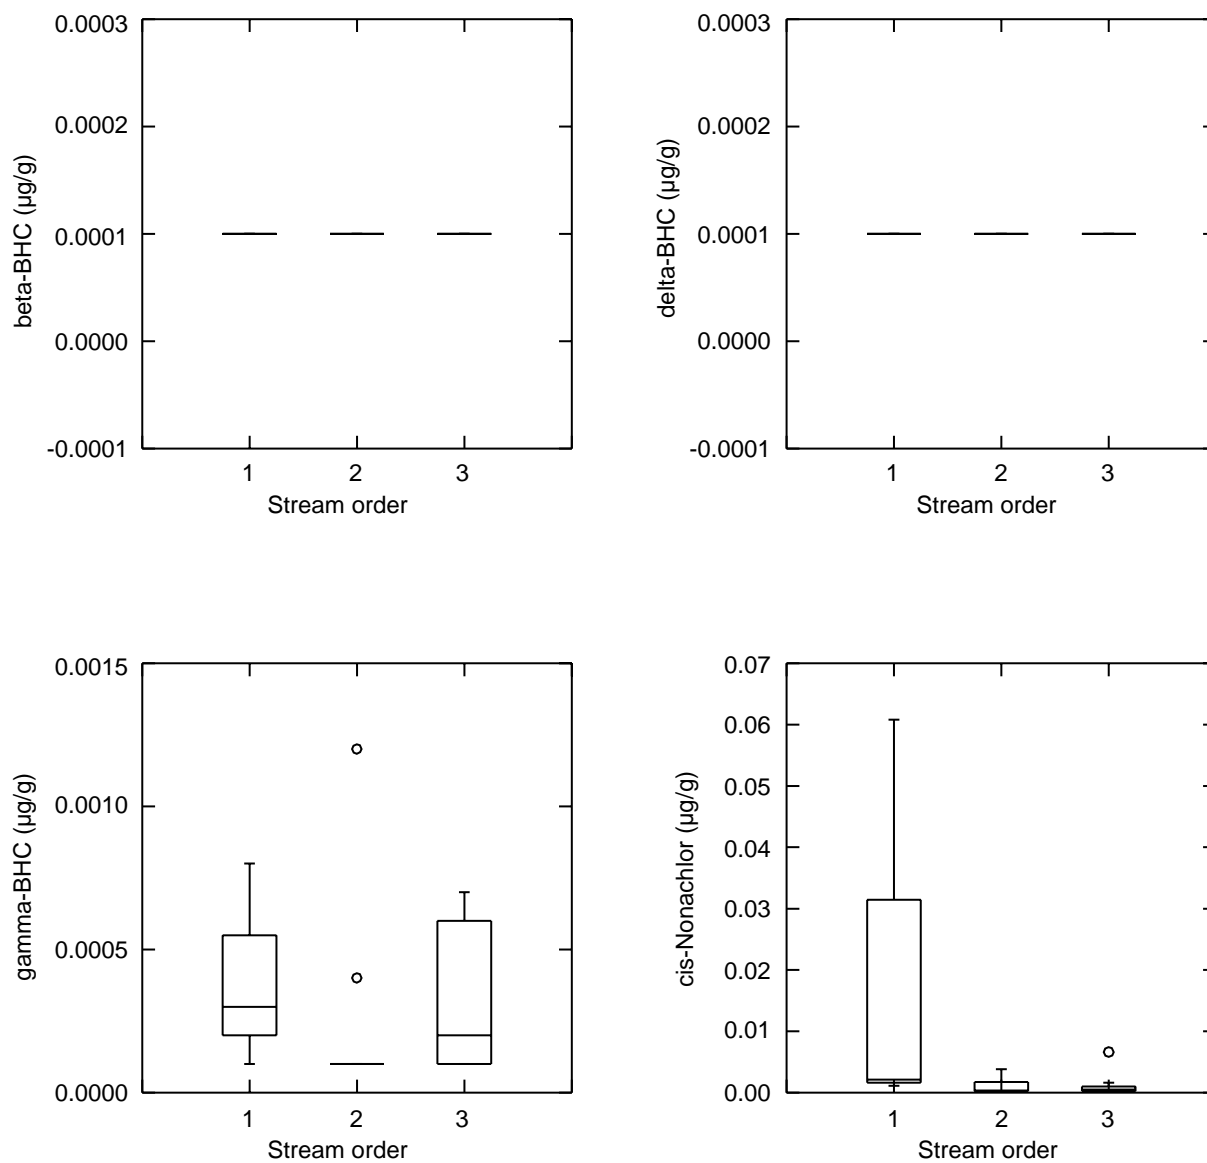 0.0003
0.0002
0.0001
0.0000
-0.0001
beta-BHC (µg/g)
1 2 3
Stream order
0.0003
0.0002
0.0001
0.0000
-0.0001
delta-BHC (µg/g)
1 2 3
Stream order
0.0015
0.0010
0.0005
0.0000
gamma-BHC (µg/g)
1 2 3
Stream order
0.07
0.06
0.05
0.04
0.03
0.02
0.01
0.00
cis-Nonachlor (µg/g)
1 2 3
Stream order